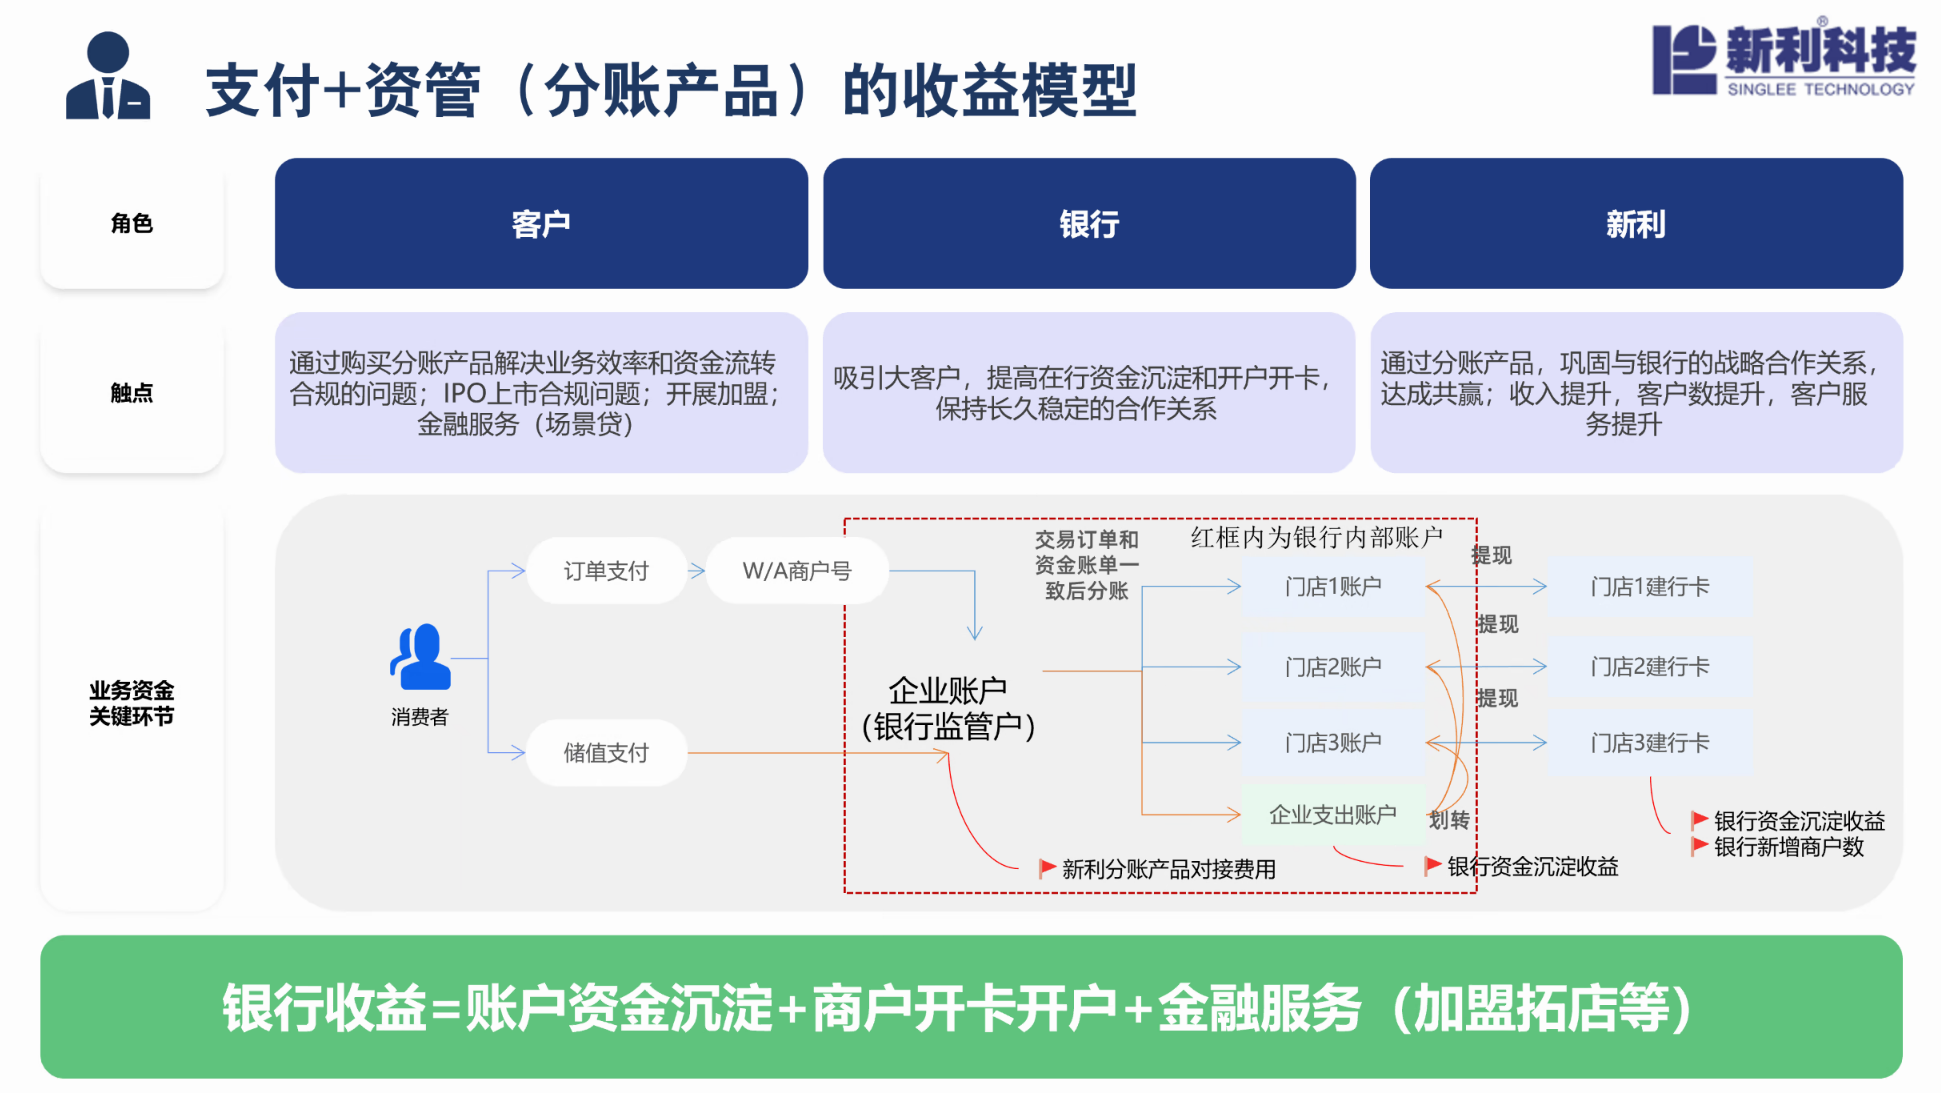 支付+资管（分账产品）的收益模型
®
新利科技
SINGLEE TECHNOLOGY
角色
客户
银行
新利
触点
通过购买分账产品解决业务效率和资金流转
合规的问题；IPO上市合规问题；开展加盟；
金融服务（场景贷）
吸引大客户，提高在行资金沉淀和开户开卡，
保持长久稳定的合作关系
通过分账产品，巩固与银行的战略合作关系，
达成共赢；收入提升，客户数提升，客户服
务提升
业务资金
关键环节
消费者
订单支付
W/A商户号
储值支付
企业账户
（银行监管户）
交易订单和
资金账单一
致后分账
红框内为银行内部账户
门店1账户
提现
门店1建行卡
门店2账户
提现
门店2建行卡
门店3账户
提现
门店3建行卡
企业支出账户
划转
新利分账产品对接费用
银行资金沉淀收益
银行资金沉淀收益
银行新增商户数
银行收益=账户资金沉淀+商户开卡开户+金融服务（加盟拓店等）